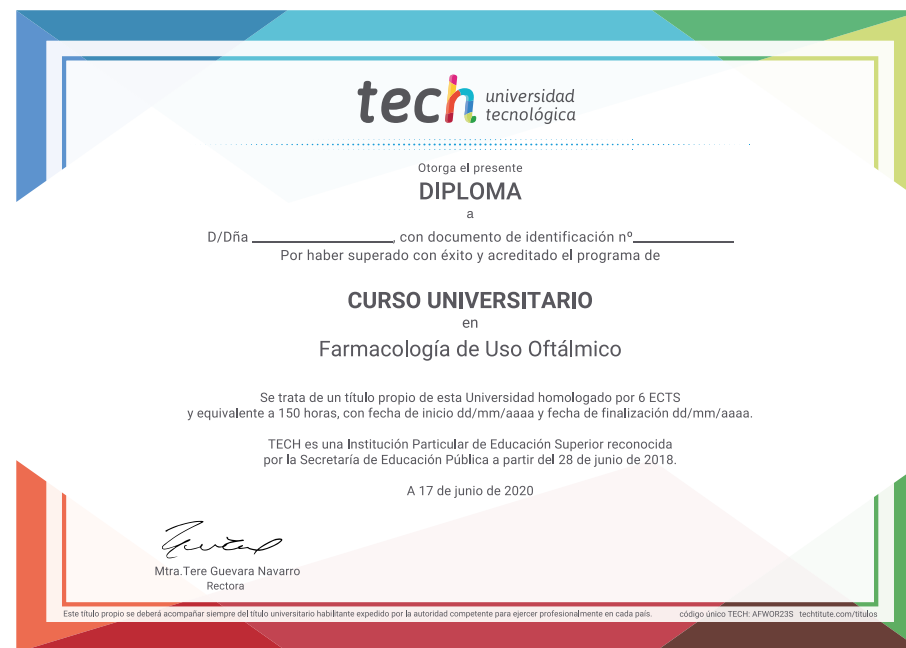 tech universidad
tecnológica
Otorga el presente
DIPLOMA
a
D/Dña , con documento de identificación nº
Por haber superado con éxito y acreditado el programa de
CURSO UNIVERSITARIO
en
Farmacología de Uso Oftálmico
Se trata de un título propio de esta Universidad homologado por 6 ECTS
y equivalente a 150 horas, con fecha de inicio dd/mm/aaaa y fecha de finalización dd/mm/aaaa.
TECH es una Institución Particular de Educación Superior reconocida
por la Secretaría de Educación Pública a partir del 28 de junio de 2018.
A 17 de junio de 2020
Mtra.Tere Guevara Navarro
Rectora
Este título propio se deberá acompañar siempre del título universitario habilitante expedido por la autoridad competente para ejercer profesionalmente en cada país. código único TECH: AFWOR23S techtitute.com/titulos